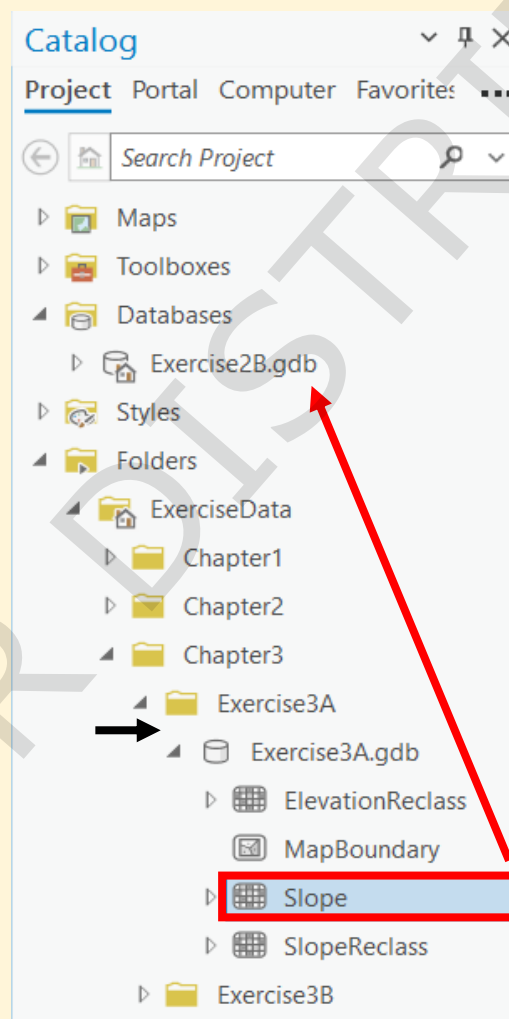 Catalog
Project Portal Computer Favorites
Search Project
Maps
Toolboxes
Databases
Exercise2B.gdb
Styles
Folders
ExerciseData
Chapter1
Chapter2
Chapter3
Exercise3A
Exercise3A.gdb
ElevationReclass
MapBoundary
Slope
SlopeReclass
Exercise3B
R DISTRI